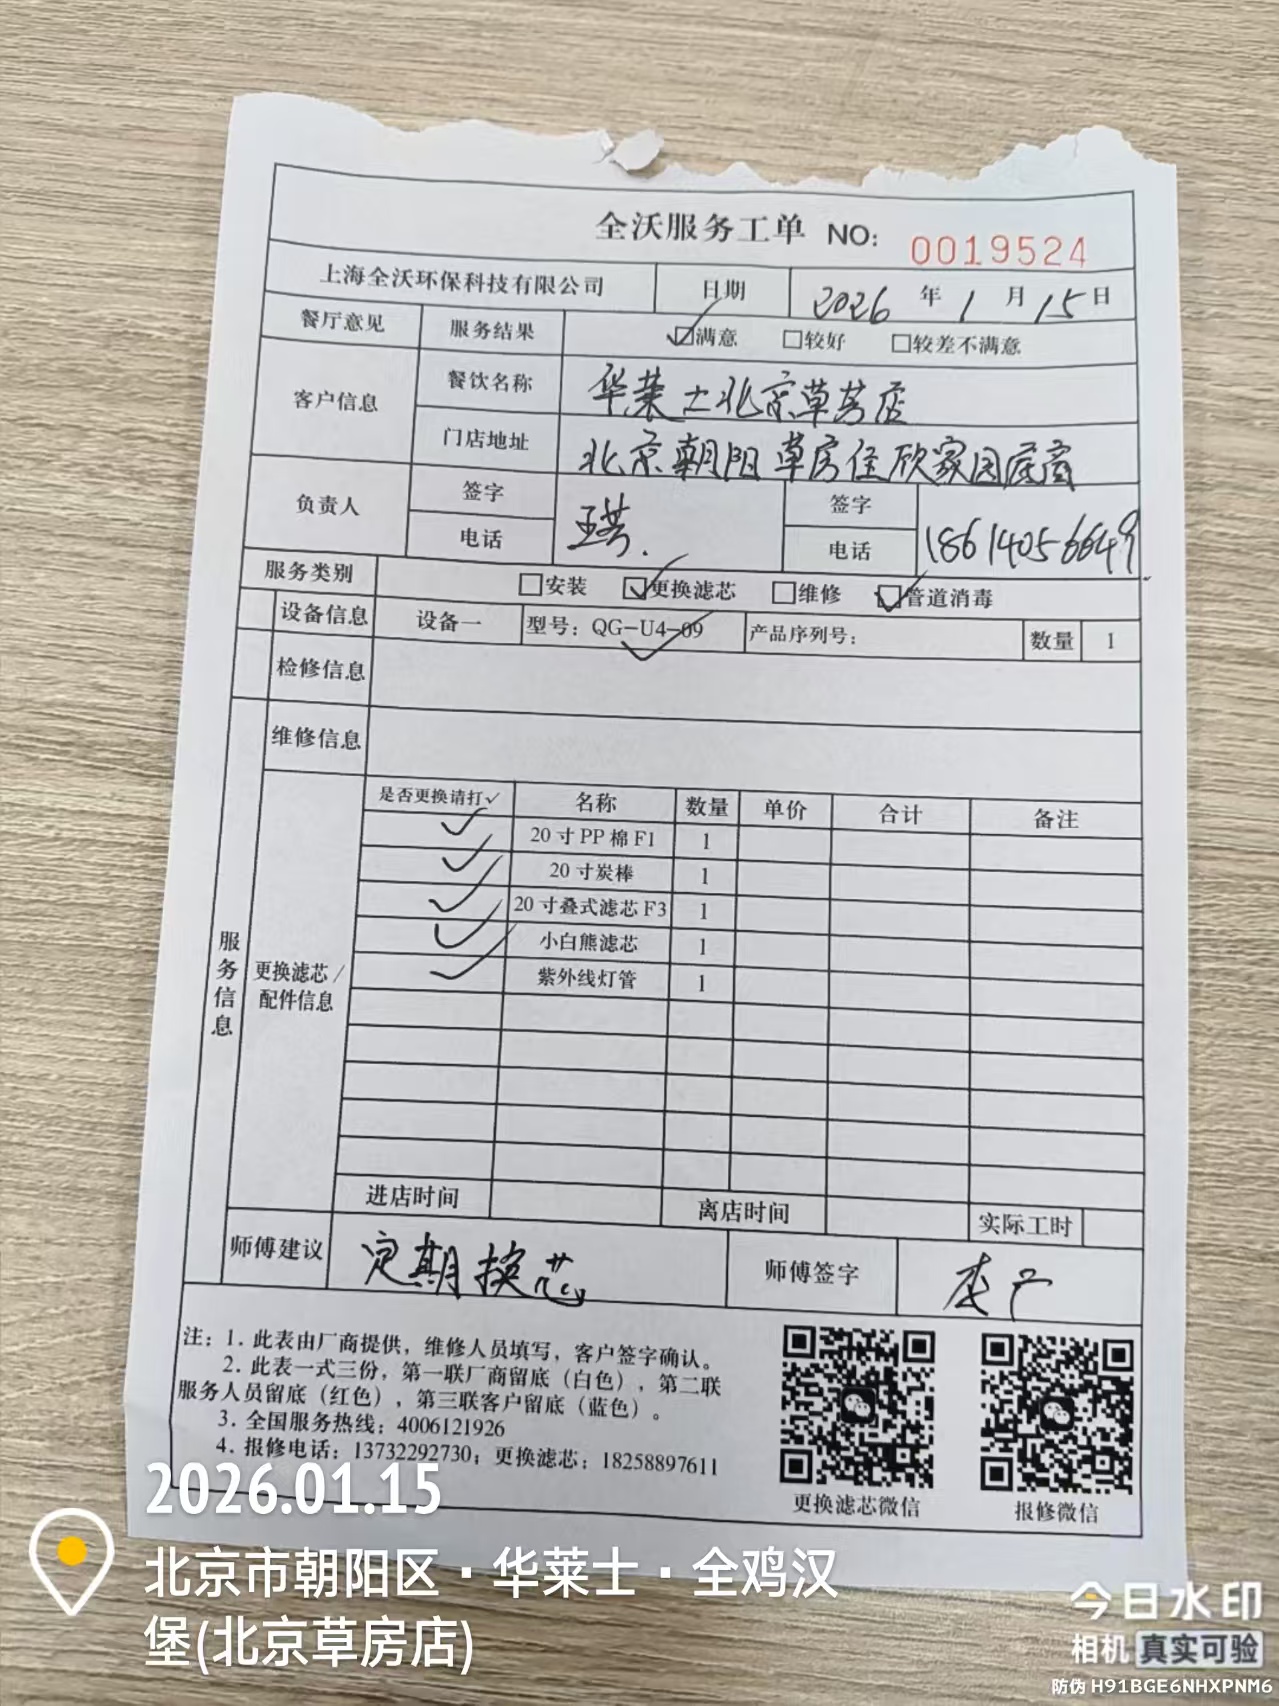 全沃服务工单 NO: 0019524
上海全沃环保科技有限公司 日期 2026 年 1 月 15 日
餐厅意见 服务结果 ☑满意 □较好 □较差不满意
客户信息 餐饮名称 华莱士北京草房店
门店地址 北京朝阳草房佳欣家园底商
负责人 签字 签字
电话 电话 18614056649
服务类别 □安装 ☑更换滤芯 □维修 ☑管道消毒
设备信息 设备一 型号: QG-U4-09 ✓ 产品序列号: 数量 1
检修信息
维修信息
是否更换请打✓ 名称 数量 单价 合计 备注
✓ 20寸PP棉F1 1
✓ 20寸炭棒 1
✓ 20寸叠式滤芯F3 1
✓ 小白熊滤芯 1
✓ 紫外线灯管 1
服务信息
更换滤芯/
配件信息
进店时间 离店时间 实际工时
师傅建议 定期换芯 师傅签字
注: 1. 此表由厂商提供, 维修人员填写, 客户签字确认。
2. 此表一式三份, 第一联厂商留底 (白色), 第二联
服务人员留底 (红色), 第三联客户留底 (蓝色)。
3. 全国服务热线: 4006121926
4. 报修电话: 13732292730; 更换滤芯: 18258897611
更换滤芯微信 报修微信
2026.01.15
北京市朝阳区·华莱士·全鸡汉
堡(北京草房店)
今日水印
相机 真实可验
防伪 H91BGE6NHXPNM6